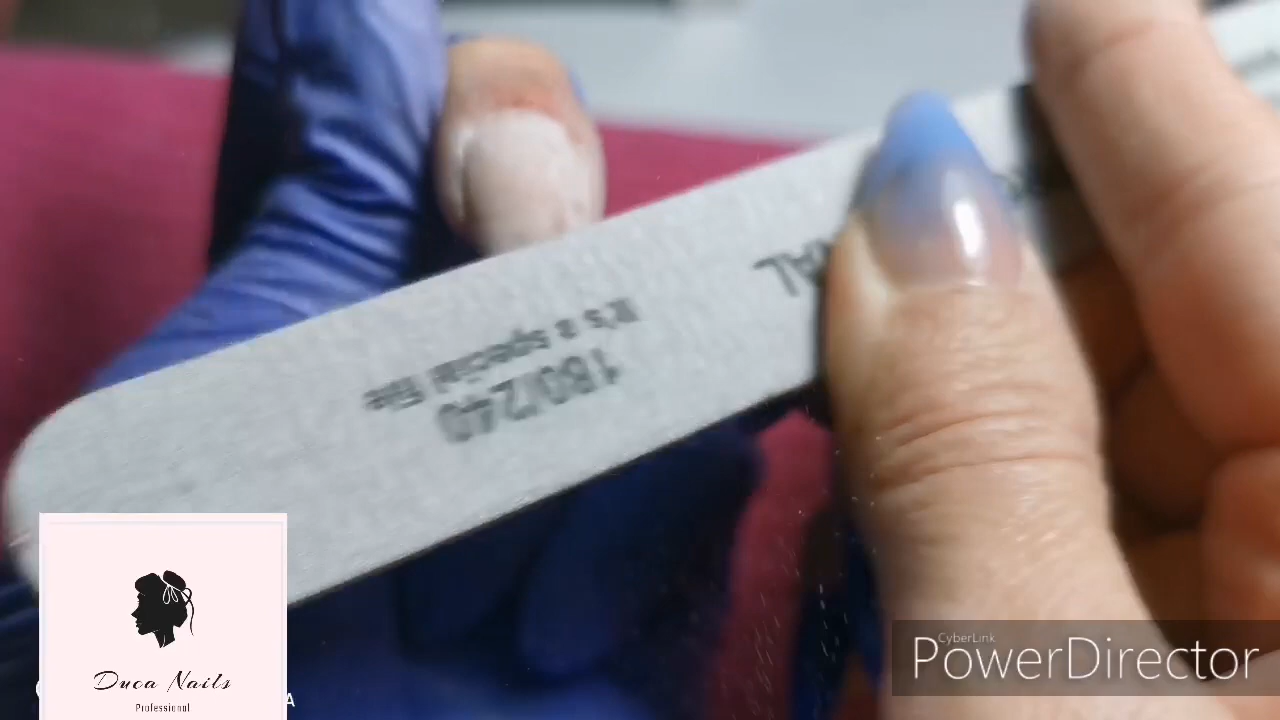 It's a special file
180/240
CyberLink
PowerDirector
Duca Nails
Professional